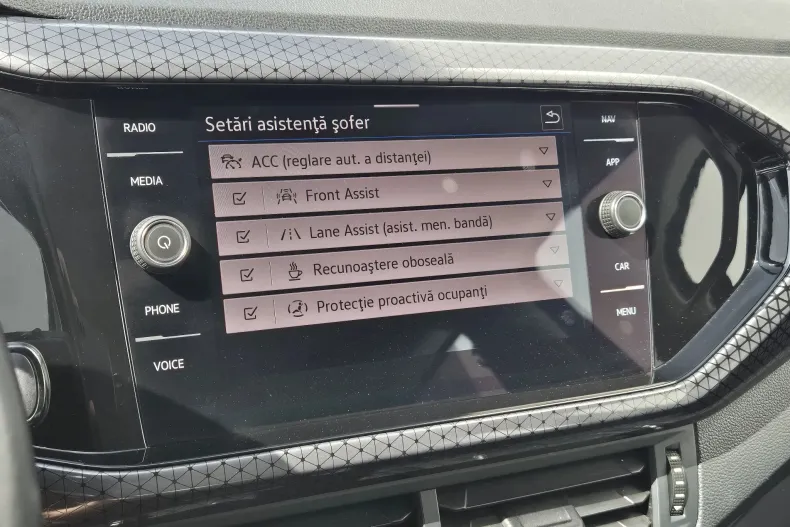 RADIO
MEDIA
PHONE
VOICE
Setări asistenţă şofer
ACC (reglare aut. a distanţei)
Front Assist
Lane Assist (asist. men. bandă)
Recunoaştere oboseală
Protecţie proactivă ocupanţi
NAV
APP
CAR
MENU